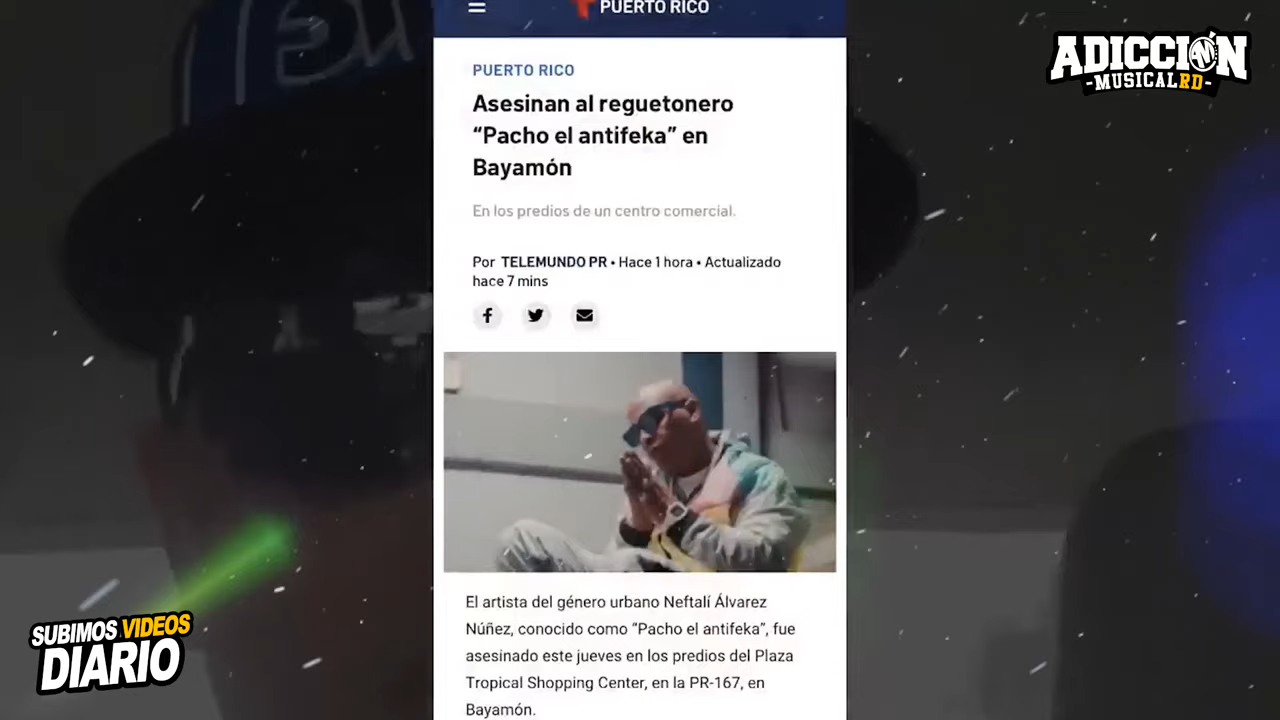 PUERTO RICO
ADICCIÓN
-MUSICALRD-
PUERTO RICO
Asesinan al reguetonero
“Pacho el antifeka” en
Bayamón
En los predios de un centro comercial.
Por TELEMUNDO PR • Hace 1 hora • Actualizado
hace 7 mins
El artista del género urbano Neftalí Álvarez
Núñez, conocido como “Pacho el antifeka”, fue
asesinado este jueves en los predios del Plaza
Tropical Shopping Center, en la PR-167, en
Bayamón.
SUBIMOS VIDEOS
DIARIO